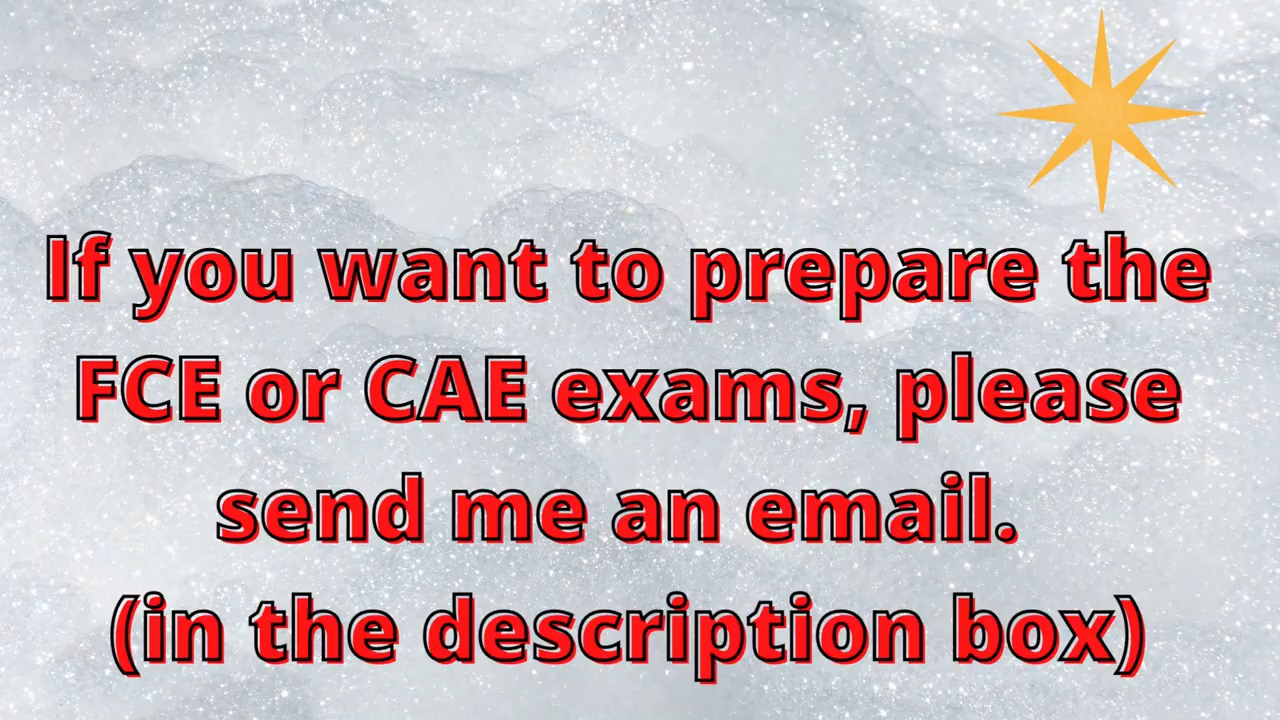 If you want to prepare the
FCE or CAE exams, please
send me an email.
(in the description box)